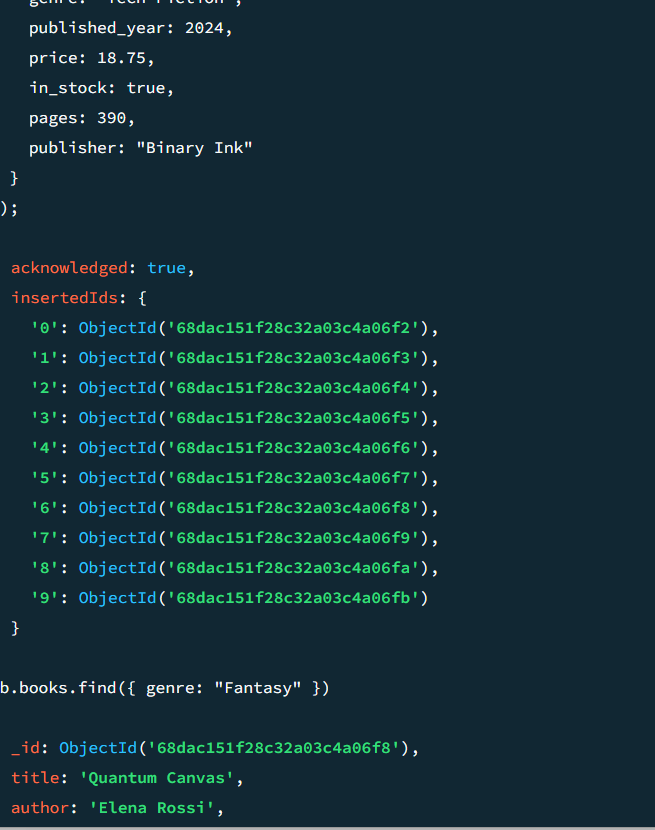 published_year: 2024,
price: 18.75,
in_stock: true,
pages: 390,
publisher: "Binary Ink"
}
);
acknowledged: true,
insertedIds: {
'0': ObjectId('68dac151f28c32a03c4a06f2'),
'1': ObjectId('68dac151f28c32a03c4a06f3'),
'2': ObjectId('68dac151f28c32a03c4a06f4'),
'3': ObjectId('68dac151f28c32a03c4a06f5'),
'4': ObjectId('68dac151f28c32a03c4a06f6'),
'5': ObjectId('68dac151f28c32a03c4a06f7'),
'6': ObjectId('68dac151f28c32a03c4a06f8'),
'7': ObjectId('68dac151f28c32a03c4a06f9'),
'8': ObjectId('68dac151f28c32a03c4a06fa'),
'9': ObjectId('68dac151f28c32a03c4a06fb')
}
b.books.find({ genre: "Fantasy" })
_id: ObjectId('68dac151f28c32a03c4a06f8'),
title: 'Quantum Canvas',
author: 'Elena Rossi',